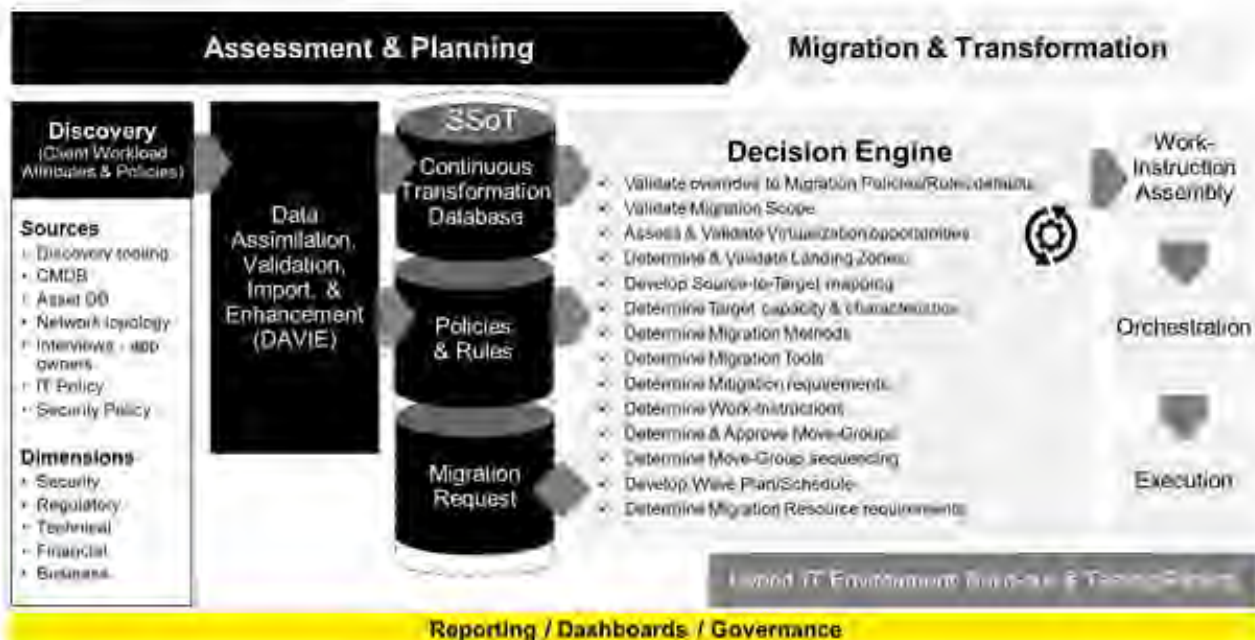 Assessment & Planning
Migration & Transformation
Discovery
(Client Workload
Attributes & Policies)
Sources
Discovery tooling
CMDB
Asset DB
Network topology
Interviews - app
owners
IT Policy
Security Policy
Dimensions
Security
Regulatory
Technical
Financial
Business
Data
Assimilation,
Validation,
Import, &
Enhancement
(DAVIE)
SSoT
Continuous
Transformation
Database
Policies
& Rules
Migration
Request
Decision Engine
Validate overrides to Migration Policies/Rules defaults
Validate Migration Scope
Assess & Validate Virtualization opportunities
Determine & Validate Landing Zones
Develop Source-to-Target mapping
Determine Target capacity & characteristics
Determine Migration Methods
Determine Migration Tools
Determine Mitigation requirements
Determine Work-Instructions
Determine & Approve Move-Groups
Determine Move-Group sequencing
Develop Wave Plan/Schedule
Determine Migration Resource requirements
Work-
Instruction
Assembly
Orchestration
Execution
IT Environment
Reporting / Dashboards / Governance